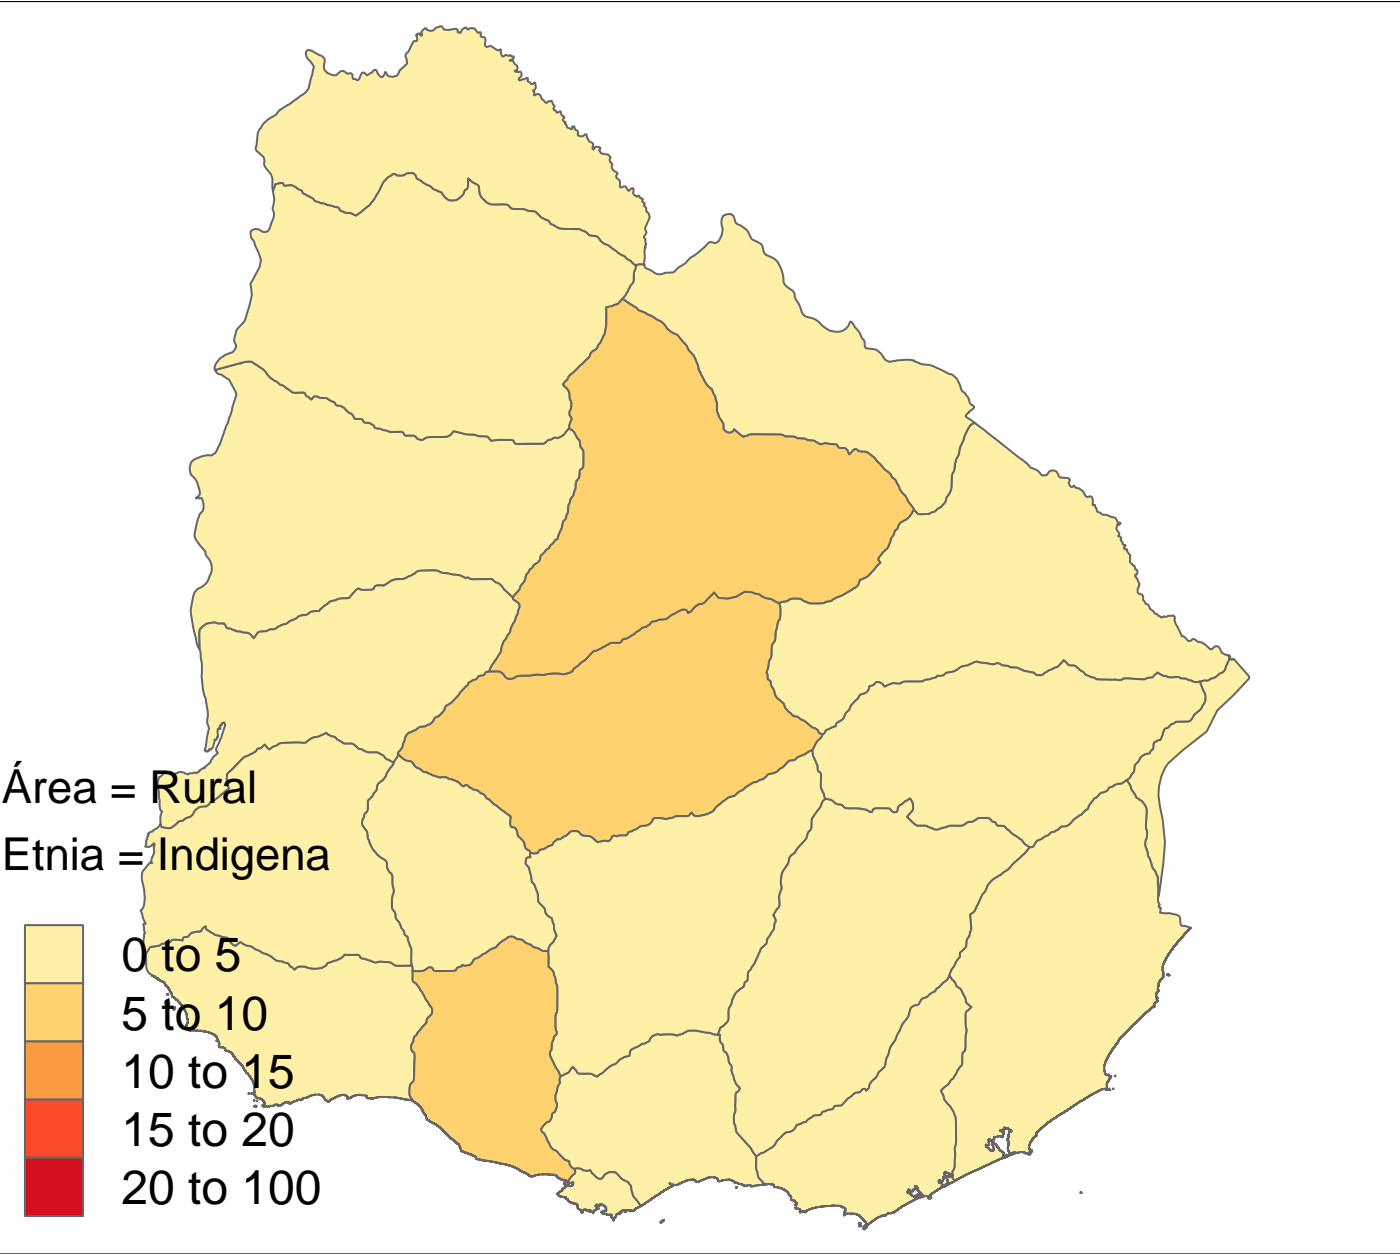 Área = Rural
Etnia = Indigena
0 to 5
5 to 10
10 to 15
15 to 20
20 to 100